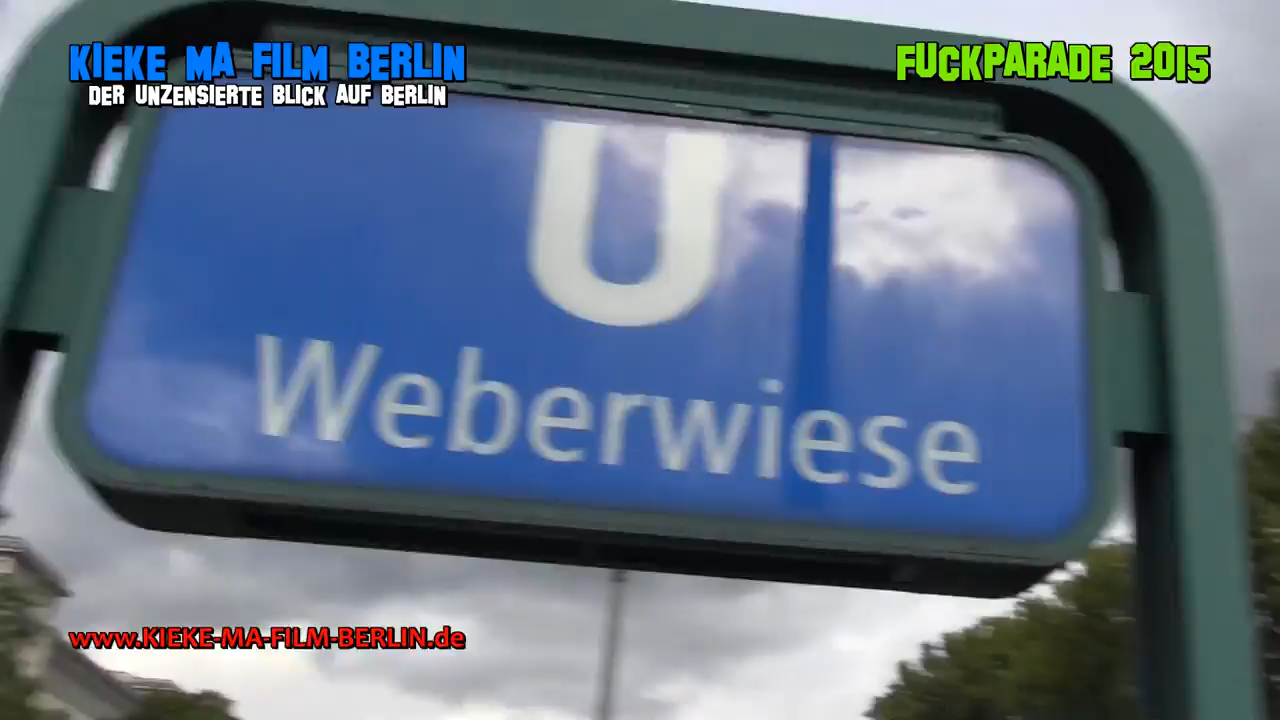 KIEKE MA FILM BERLIN
DER UNZENSIERTE BLICK AUF BERLIN
FUCKPARADE 2015
U
Weberwiese
www.KIEKE-MA-FILM-BERLIN.de